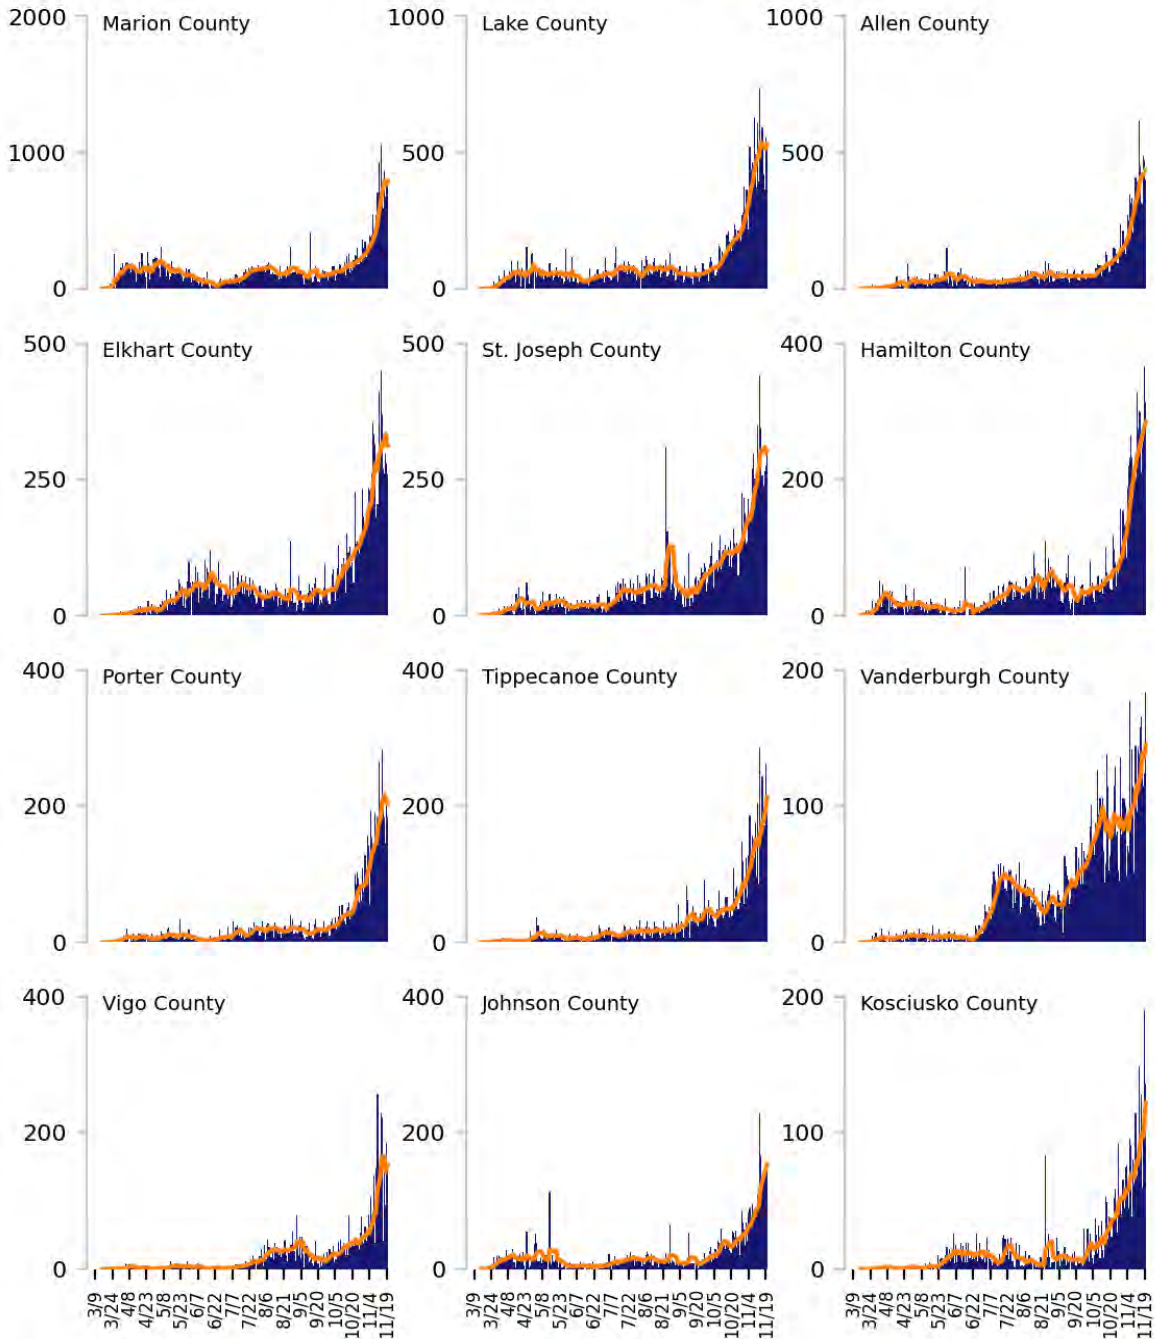 2000 Marion County 1000 Lake County 1000 Allen County
1000 500 500
0 0 0
500 Elkhart County 500 St. Joseph County 400 Hamilton County
250 250 200
0 0 0
400 Porter County 400 Tippecanoe County 200 Vanderburgh County
200 200 100
0 0 0
400 Vigo County 400 Johnson County 200 Kosciusko County
200 200 100
0 0 0
3/9 3/24 4/8 4/23 5/8 5/23 6/7 6/22 7/7 7/22 8/6 8/21 9/5 9/20 10/5 10/20 11/4 11/19 3/9 3/24 4/8 4/23 5/8 5/23 6/7 6/22 7/7 7/22 8/6 8/21 9/5 9/20 10/5 10/20 11/4 11/19 3/9 3/24 4/8 4/23 5/8 5/23 6/7 6/22 7/7 7/22 8/6 8/21 9/5 9/20 10/5 10/20 11/4 11/19